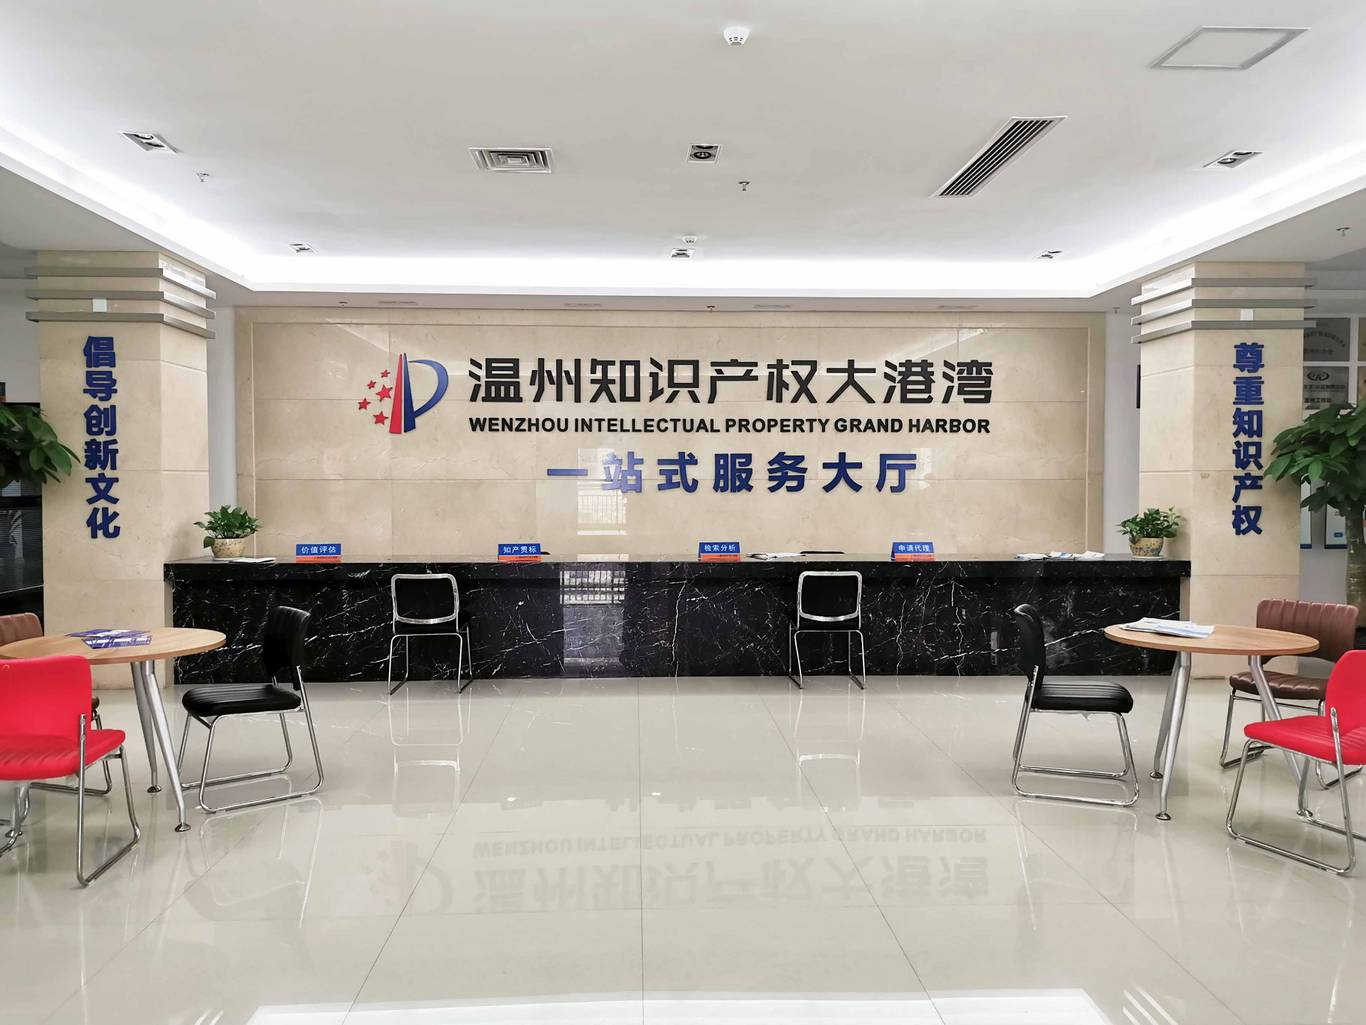 温州知识产权大港湾
WENZHOU INTELLECTUAL PROPERTY GRAND HARBOR
一站式服务大厅
倡导创新文化
尊重知识产权
价值评估
知产贯标
检索分析
申请代理